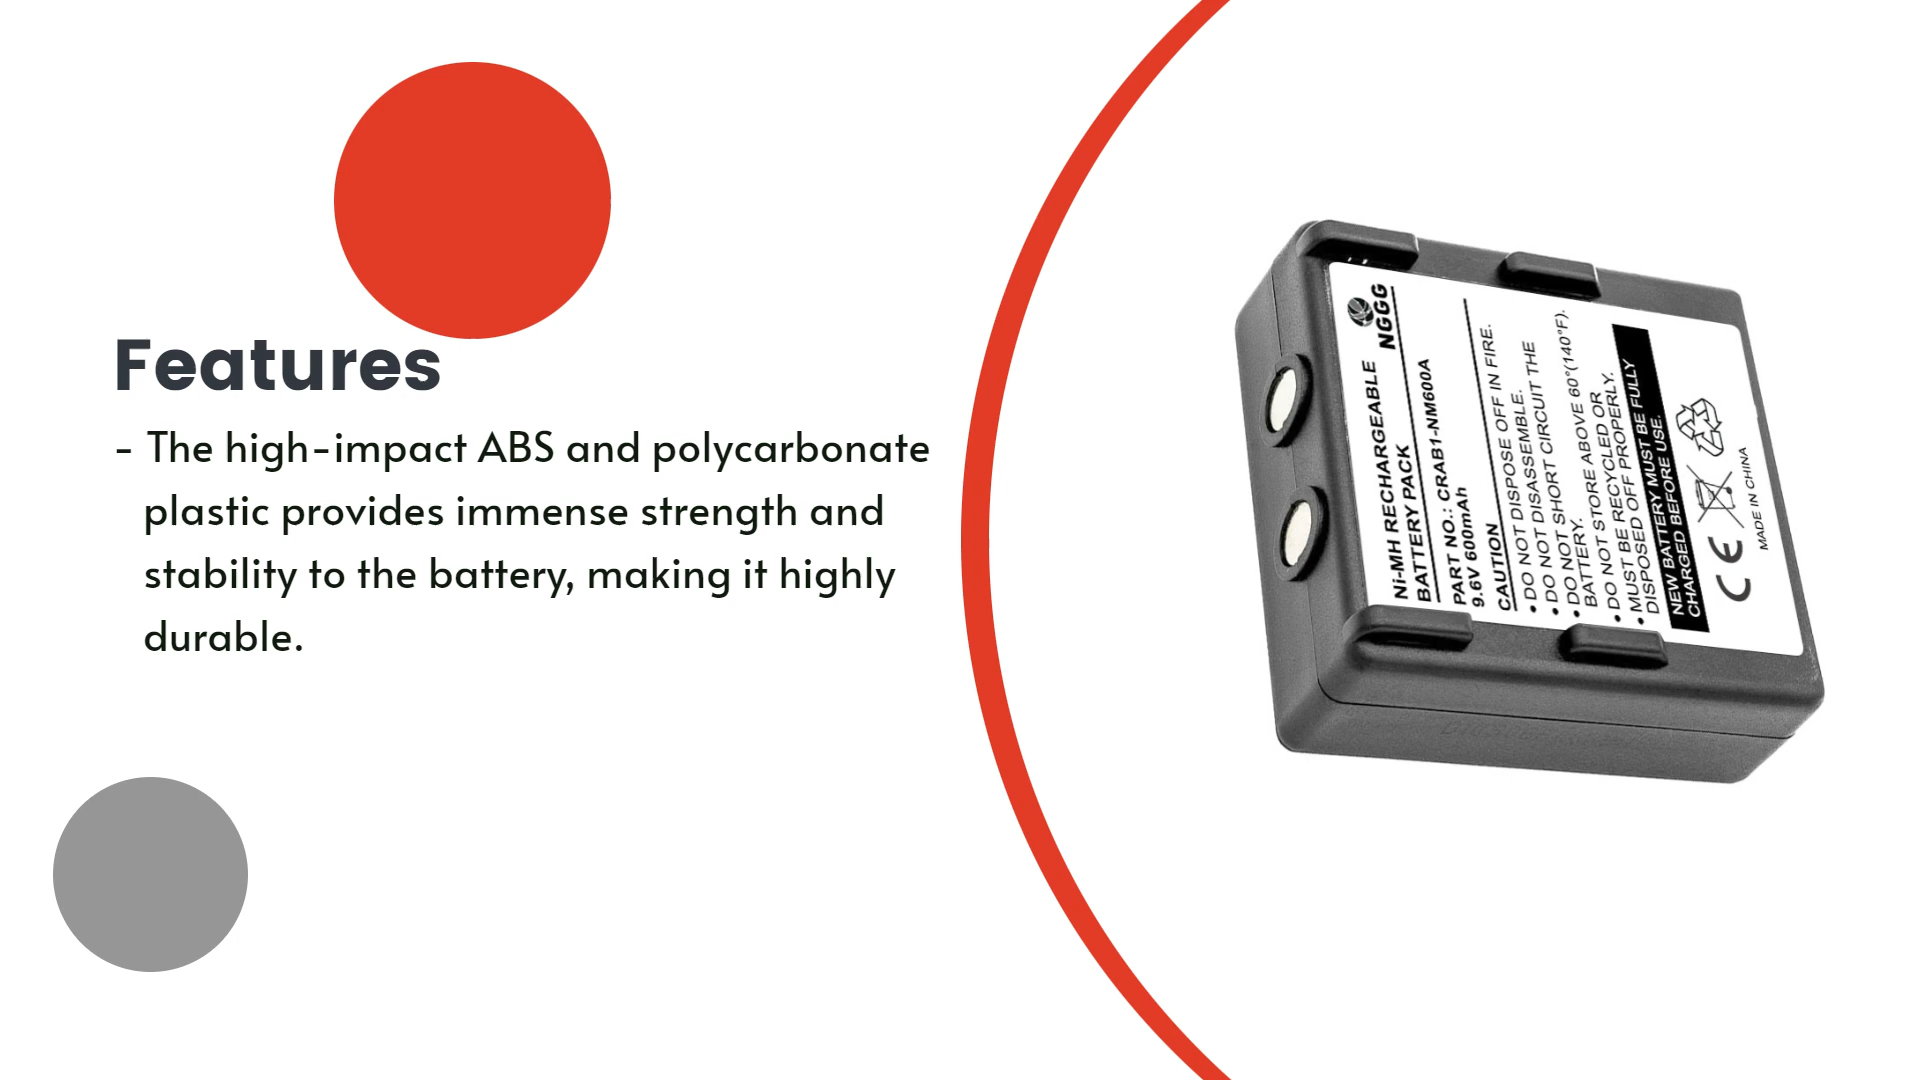 Features
- The high-impact ABS and polycarbonate
plastic provides immense strength and
stability to the battery, making it highly
durable.
NGGG
Ni-MH RECHARGEABLE
BATTERY PACK
PART NO.: CRAB1-NM600A
9.6V 600mAh
CAUTION
• DO NOT DISPOSE OFF IN FIRE.
• DO NOT DISASSEMBLE.
• DO NOT SHORT CIRCUIT THE
BATTERY.
• DO NOT STORE ABOVE 60°(140°F).
• MUST BE RECYCLED OR
DISPOSED OFF PROPERLY.
NEW BATTERY MUST BE FULLY
CHARGED BEFORE USE.
CE
MADE IN CHINA